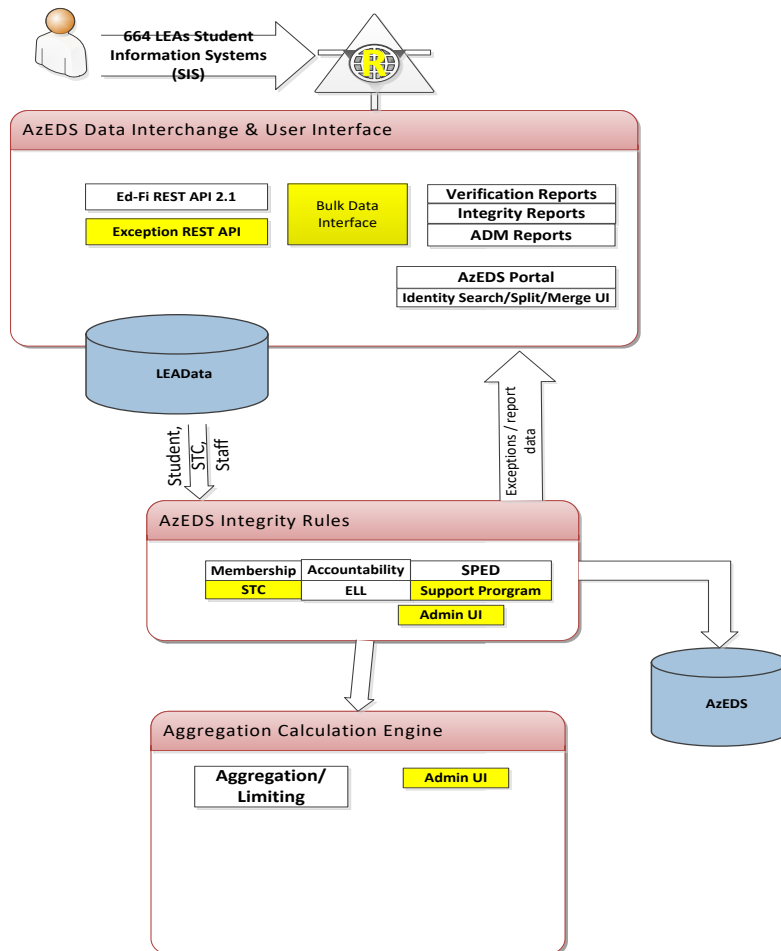 664 LEAs Student
Information Systems
(SIS)
R
AzEDS Data Interchange & User Interface
Ed-Fi REST API 2.1
Exception REST API
Bulk Data
Interface
Verification Reports
Integrity Reports
ADM Reports
AzEDS Portal
Identity Search/Split/Merge UI
LEAData
Student,
STC,
Staff
Exceptions / report
data
AzEDS Integrity Rules
Membership
Accountability
SPED
STC
ELL
Support Prorgram
Admin UI
AzEDS
Aggregation Calculation Engine
Aggregation/
Limiting
Admin UI